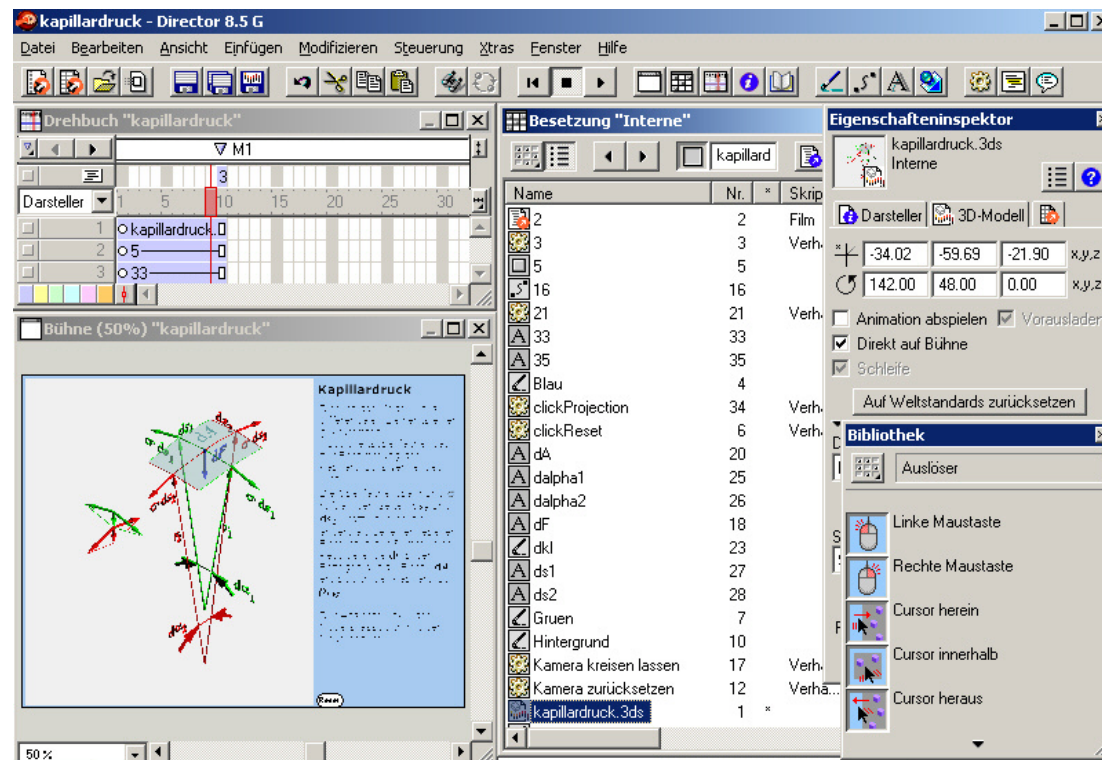 kapillardruck - Director 8.5 G
Datei Bearbeiten Ansicht Einfügen Modifizieren Steuerung Xtras Fenster Hilfe
Drehbuch "kapillardruck"
M1
3
Darsteller 1 5 10 15 20 25 30
1 kapillardruck.
2 5
3 33
Bühne (50%) "kapillardruck"
Kapillardruck
Reset
50%
Besetzung "Interne"
kapillard
Name Nr. * Skrip
2 2 Film
3 3 Verh
5 5
16 16
21 21 Verh
33 33
35 35
Blau 4
clickProjection 34 Verh
clickReset 6 Verh
dA 20
dalpha1 25
dalpha2 26
dF 18
dkl 23
ds1 27
ds2 28
Gruen 7
Hintergrund 10
Kamera kreisen lassen 17 Verh
Kamera zurücksetzen 12 Verha...
kapillardruck.3ds 1 *
Eigenschafteninspektor
kapillardruck.3ds
Interne
Darsteller 3D-Modell
-34.02 -59.69 -21.90 x,y,z
142.00 48.00 0.00 x,y,z
Animation abspielen Vorausladen
Direkt auf Bühne
Schleife
Auf Weltstandards zurücksetzen
Bibliothek
Auslöser
Linke Maustaste
Rechte Maustaste
Cursor herein
Cursor innerhalb
Cursor heraus